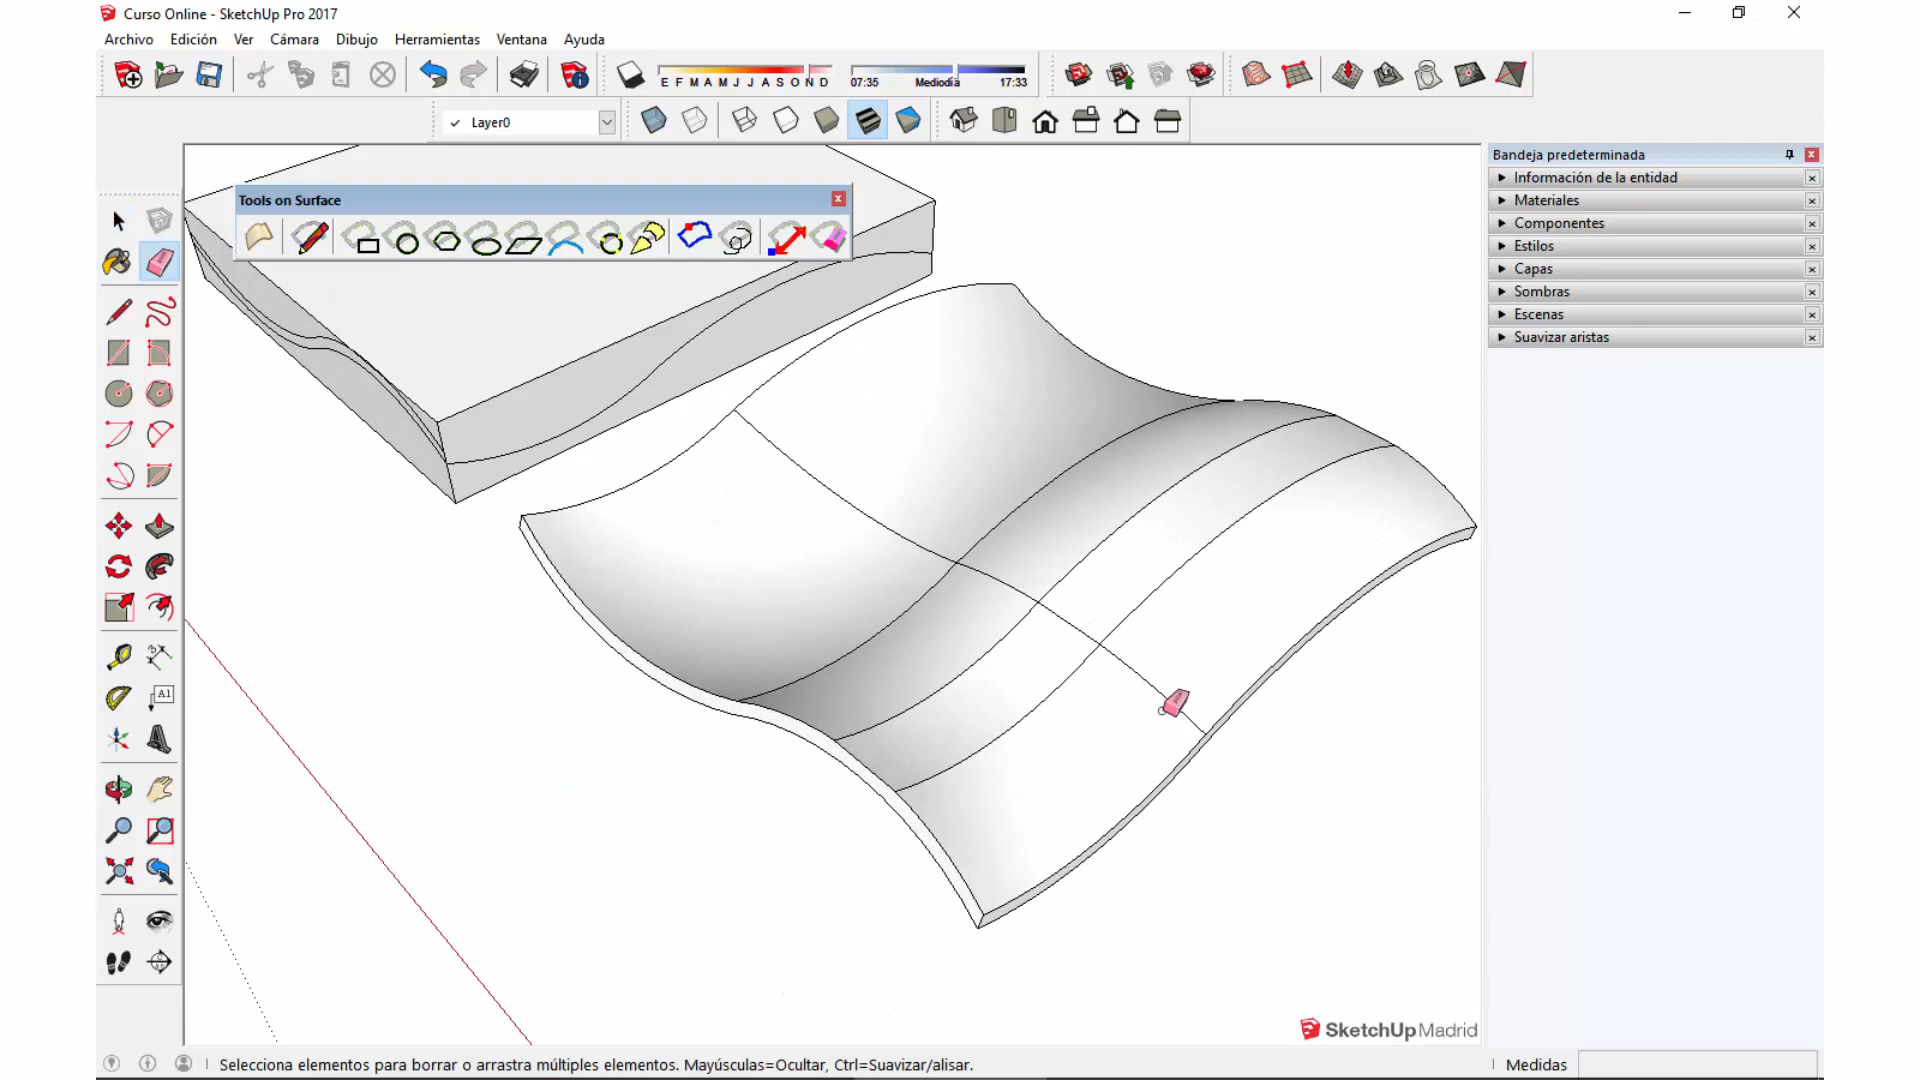 Curso Online - SketchUp Pro 2017
Archivo Edición Ver Cámara Dibujo Herramientas Ventana Ayuda
E F M A M J J A S O N D 07:35 Mediodía 17:33
Layer0
Bandeja predeterminada
Información de la entidad
Materiales
Componentes
Estilos
Capas
Sombras
Escenas
Suavizar aristas
Tools on Surface
A1
SketchUp Madrid
Selecciona elementos para borrar o arrastra múltiples elementos. Mayúsculas=Ocultar, Ctrl=Suavizar/alisar.
Medidas